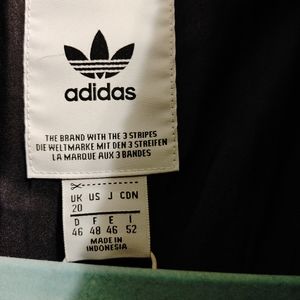 adidas
THE BRAND WITH THE 3 STRIPES
DIE WELTMARKE MIT DEN 3 STREIFEN
LA MARQUE AUX 3 BANDES
UK US J CDN
20
D F E I
46 48 46 52
MADE IN
INDONESIA